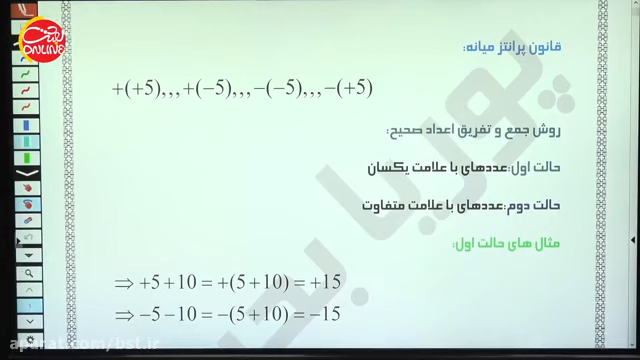 قانون پرانتز میانه:
+(+5),,,+(−5),,,−(−5),,,−(+5)
روش جمع و تفریق اعداد صحیح:
حالت اول:عددهای با علامت یکسان
حالت دوم:عددهای با علامت متفاوت
مثال های حالت اول:
⇒ +5+10 = +(5+10) = +15
⇒ −5−10 = −(5+10) = −15
ONLINE
aparat.com/bst.ir